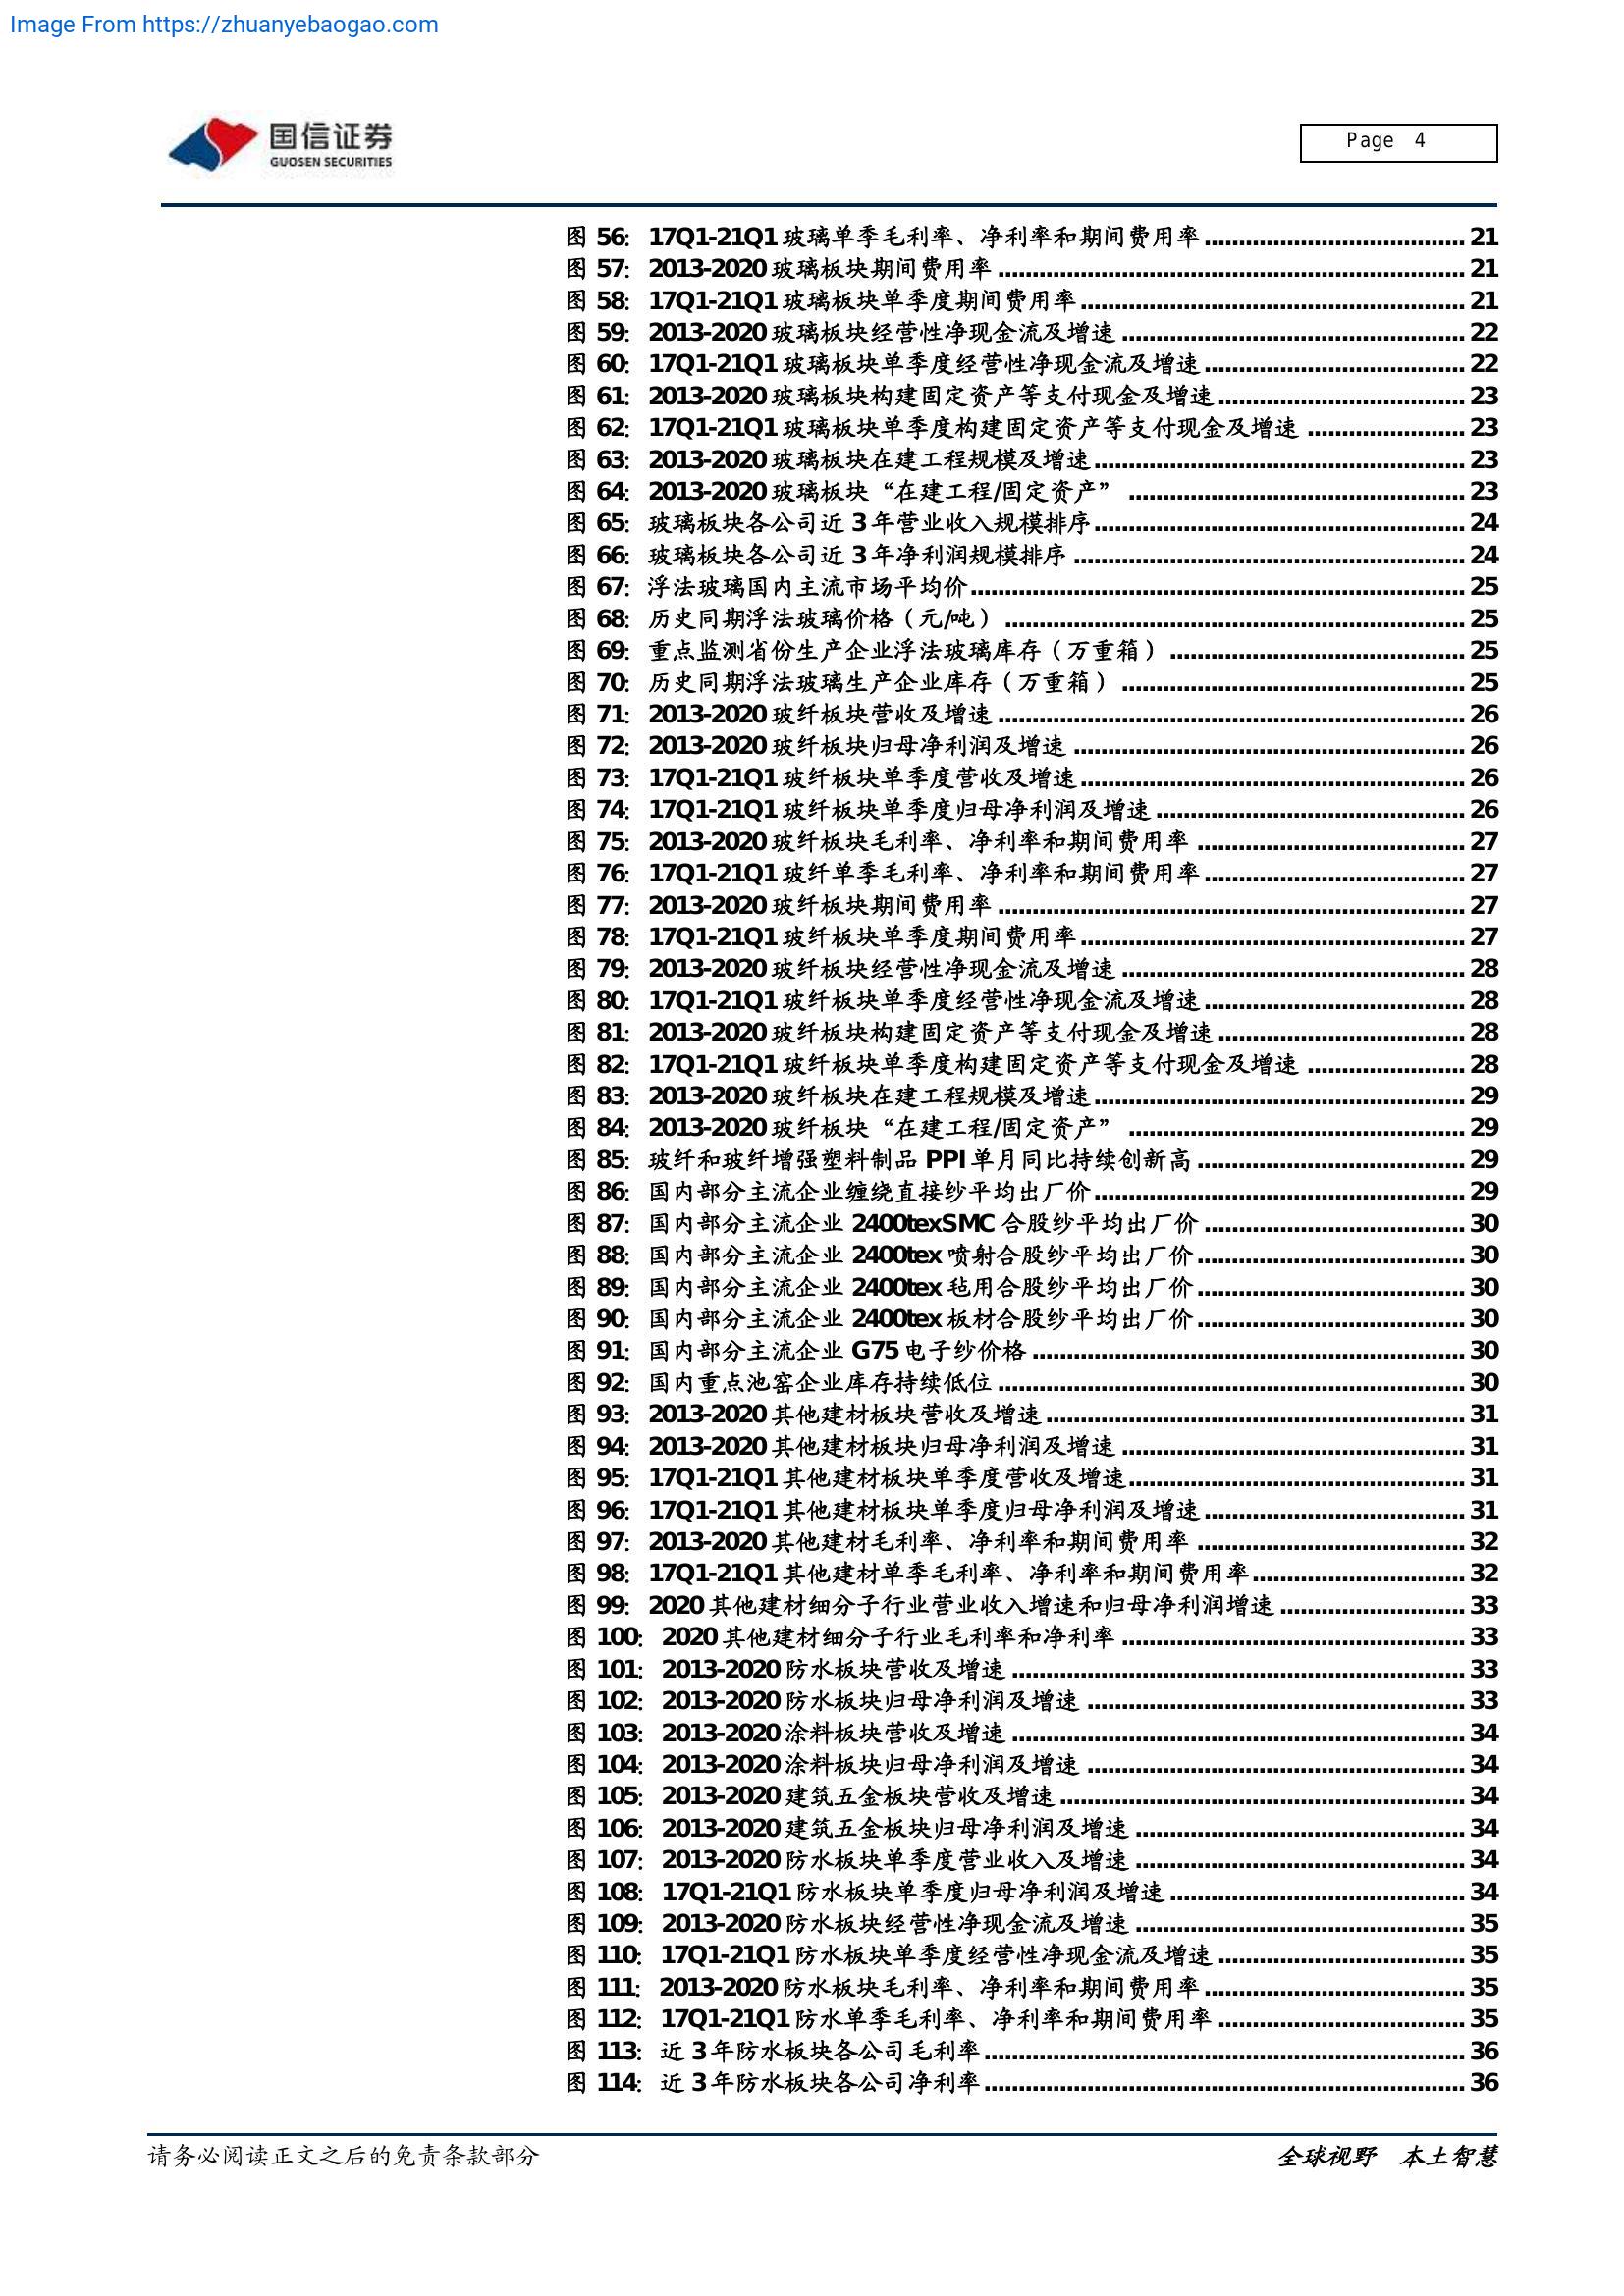 Image From https://zhuanyebaogao.com
国信证券
GUOSEN SECURITIES
Page 4
图 56: 17Q1-21Q1 玻璃单季毛利率、净利率和期间费用率 ...................................... 21
图 57: 2013-2020 玻璃板块期间费用率 .................................................................... 21
图 58: 17Q1-21Q1 玻璃板块单季度期间费用率 ........................................................ 21
图 59: 2013-2020 玻璃板块经营性净现金流及增速 .................................................. 22
图 60: 17Q1-21Q1 玻璃板块单季度经营性净现金流及增速 ...................................... 22
图 61: 2013-2020 玻璃板块构建固定资产等支付现金及增速 .................................... 23
图 62: 17Q1-21Q1 玻璃板块单季度构建固定资产等支付现金及增速 ....................... 23
图 63: 2013-2020 玻璃板块在建工程规模及增速 ...................................................... 23
图 64: 2013-2020 玻璃板块“在建工程/固定资产” ................................................. 23
图 65: 玻璃板块各公司近 3 年营业收入规模排序 ...................................................... 24
图 66: 玻璃板块各公司近 3 年净利润规模排序 ......................................................... 24
图 67: 浮法玻璃国内主流市场平均价 ........................................................................ 25
图 68: 历史同期浮法玻璃价格（元/吨） ................................................................... 25
图 69: 重点监测省份生产企业浮法玻璃库存（万重箱） ........................................... 25
图 70: 历史同期浮法玻璃生产企业库存（万重箱） .................................................. 25
图 71: 2013-2020 玻纤板块营收及增速 .................................................................... 26
图 72: 2013-2020 玻纤板块归母净利润及增速 ......................................................... 26
图 73: 17Q1-21Q1 玻纤板块单季度营收及增速 ........................................................ 26
图 74: 17Q1-21Q1 玻纤板块单季度归母净利润及增速 ............................................. 26
图 75: 2013-2020 玻纤板块毛利率、净利率和期间费用率 ....................................... 27
图 76: 17Q1-21Q1 玻纤单季毛利率、净利率和期间费用率 ...................................... 27
图 77: 2013-2020 玻纤板块期间费用率 .................................................................... 27
图 78: 17Q1-21Q1 玻纤板块单季度期间费用率 ........................................................ 27
图 79: 2013-2020 玻纤板块经营性净现金流及增速 .................................................. 28
图 80: 17Q1-21Q1 玻纤板块单季度经营性净现金流及增速 ...................................... 28
图 81: 2013-2020 玻纤板块构建固定资产等支付现金及增速 .................................... 28
图 82: 17Q1-21Q1 玻纤板块单季度构建固定资产等支付现金及增速 ....................... 28
图 83: 2013-2020 玻纤板块在建工程规模及增速 ...................................................... 29
图 84: 2013-2020 玻纤板块“在建工程/固定资产” ................................................. 29
图 85: 玻纤和玻纤增强塑料制品 PPI 单月同比持续创新高 ....................................... 29
图 86: 国内部分主流企业缠绕直接纱平均出厂价 ...................................................... 29
图 87: 国内部分主流企业 2400texSMC 合股纱平均出厂价 ...................................... 30
图 88: 国内部分主流企业 2400tex 喷射合股纱平均出厂价 ....................................... 30
图 89: 国内部分主流企业 2400tex 毡用合股纱平均出厂价 ....................................... 30
图 90: 国内部分主流企业 2400tex 板材合股纱平均出厂价 ....................................... 30
图 91: 国内部分主流企业 G75 电子纱价格 ............................................................... 30
图 92: 国内重点池窑企业库存持续低位 .................................................................... 30
图 93: 2013-2020 其他建材板块营收及增速 ............................................................. 31
图 94: 2013-2020 其他建材板块归母净利润及增速 .................................................. 31
图 95: 17Q1-21Q1 其他建材板块单季度营收及增速 ................................................. 31
图 96: 17Q1-21Q1 其他建材板块单季度归母净利润及增速 ...................................... 31
图 97: 2013-2020 其他建材毛利率、净利率和期间费用率 ....................................... 32
图 98: 17Q1-21Q1 其他建材单季毛利率、净利率和期间费用率 ............................... 32
图 99: 2020 其他建材细分子行业营业收入增速和归母净利润增速 ........................... 33
图 100: 2020 其他建材细分子行业毛利率和净利率 .................................................. 33
图 101: 2013-2020 防水板块营收及增速 .................................................................. 33
图 102: 2013-2020 防水板块归母净利润及增速 ....................................................... 33
图 103: 2013-2020 涂料板块营收及增速 .................................................................. 34
图 104: 2013-2020 涂料板块归母净利润及增速 ....................................................... 34
图 105: 2013-2020 建筑五金板块营收及增速 ........................................................... 34
图 106: 2013-2020 建筑五金板块归母净利润及增速 ................................................ 34
图 107: 2013-2020 防水板块单季度营业收入及增速 ................................................ 34
图 108: 17Q1-21Q1 防水板块单季度归母净利润及增速 ........................................... 34
图 109: 2013-2020 防水板块经营性净现金流及增速 ................................................ 35
图 110: 17Q1-21Q1 防水板块单季度经营性净现金流及增速 .................................... 35
图 111: 2013-2020 防水板块毛利率、净利率和期间费用率 ...................................... 35
图 112: 17Q1-21Q1 防水单季毛利率、净利率和期间费用率 .................................... 35
图 113: 近 3 年防水板块各公司毛利率 ...................................................................... 36
图 114: 近 3 年防水板块各公司净利率 ...................................................................... 36
请务必阅读正文之后的免责条款部分
全球视野 本土智慧